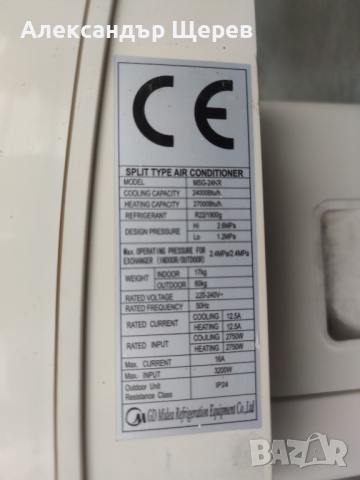 Александър Щерев
CE
SPLIT TYPE AIR CONDITIONER
MODEL MSG-24KR
COOLING CAPACITY 24000Btu/h
HEATING CAPACITY 27000Btu/h
REFRIGERANT R22/1900g
DESIGN PRESSURE Hi 2.6MPa
Lo 1.2MPa
Max. OPERATING PRESSURE FOR EXCHANGER (INDOOR/OUTDOOR) 2.4MPa/2.4MPa
WEIGHT INDOOR 17kg
OUTDOOR 60kg
RATED VOLTAGE 220-240V~
RATED FREQUENCY 50Hz
RATED CURRENT COOLING 12.5A
HEATING 12.5A
RATED INPUT COOLING 2750W
HEATING 2750W
Max. CURRENT 16A
Max. INPUT 3200W
Outdoor Unit
Resistance Class IP24
GD Midea Refrigeration Equipment Co.,Ltd
bazar